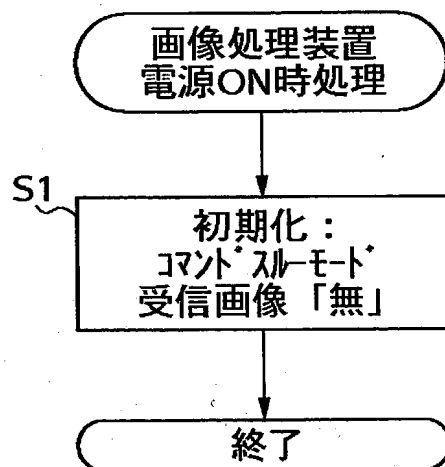 画像処理装置
電源ON時処理
S1
初期化：
ｺﾏﾝﾄﾞｽﾙｰﾓｰﾄﾞ
受信画像「無」
終了